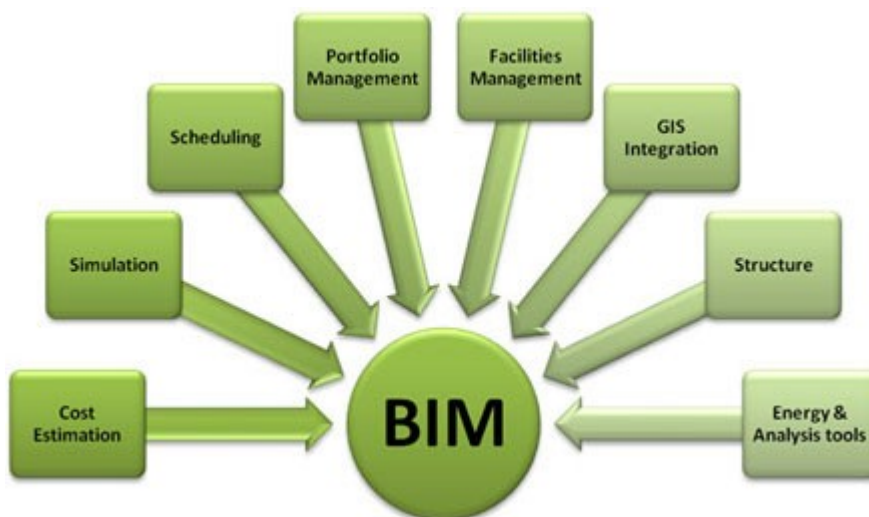 Portfolio
Management
Facilities
Management
Scheduling
GIS
Integration
Simulation
Structure
Cost
Estimation
BIM
Energy &
Analysis tools